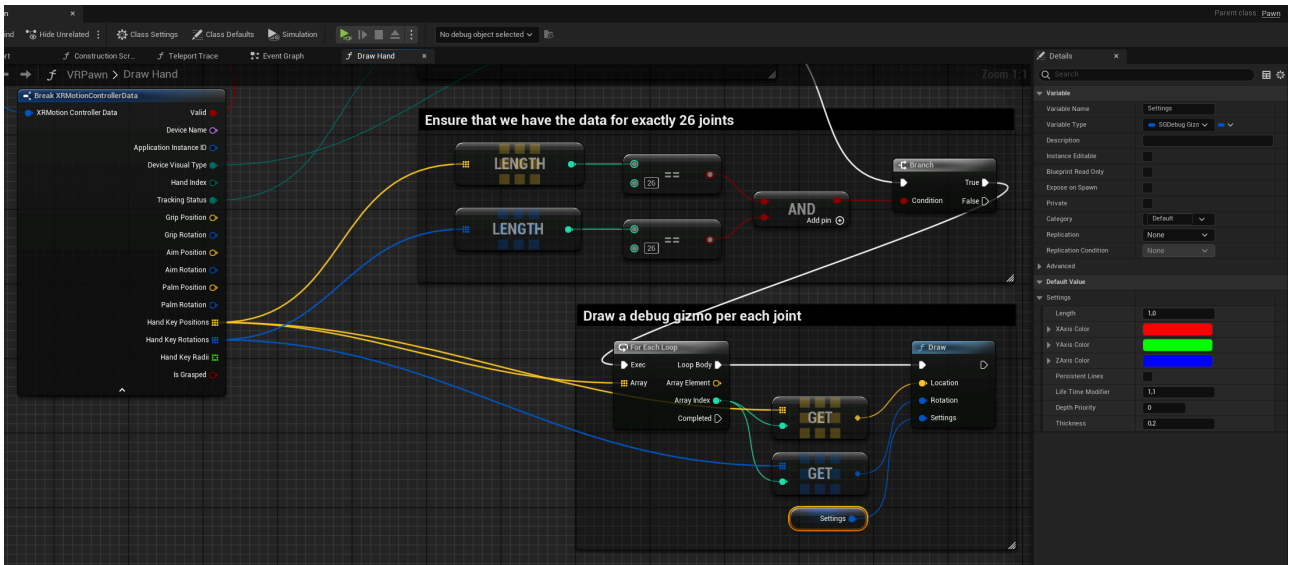 Parent class: Pawn
Hide Unrelated
Class Settings
Class Defaults
Simulation
No debug object selected
Construction Scr...
Teleport Trace
Event Graph
Draw Hand
VRPawn > Draw Hand
Zoom 1:1
Break XRMotionControllerData
XRMotion Controller Data
Valid
Device Name
Application Instance ID
Device Visual Type
Hand Index
Tracking Status
Grip Position
Grip Rotation
Aim Position
Aim Rotation
Palm Position
Palm Rotation
Hand Key Positions
Hand Key Rotations
Hand Key Radii
Is Grasped
Ensure that we have the data for exactly 26 joints
LENGTH
26
==
LENGTH
26
==
AND
Add pin
Branch
True
Condition
False
Draw a debug gizmo per each joint
For Each Loop
Exec
Loop Body
Array
Array Element
Array Index
Completed
GET
GET
Settings
Draw
Location
Rotation
Settings
Details
Search
Variable
Variable Name
Settings
Variable Type
SGDebug Gizn
Description
Instance Editable
Blueprint Read Only
Expose on Spawn
Private
Category
Default
Replication
None
Replication Condition
None
Advanced
Default Value
Settings
Length
1,0
XAxis Color
YAxis Color
ZAxis Color
Persistent Lines
Life Time Modifier
1,1
Depth Priority
0
Thickness
0,2